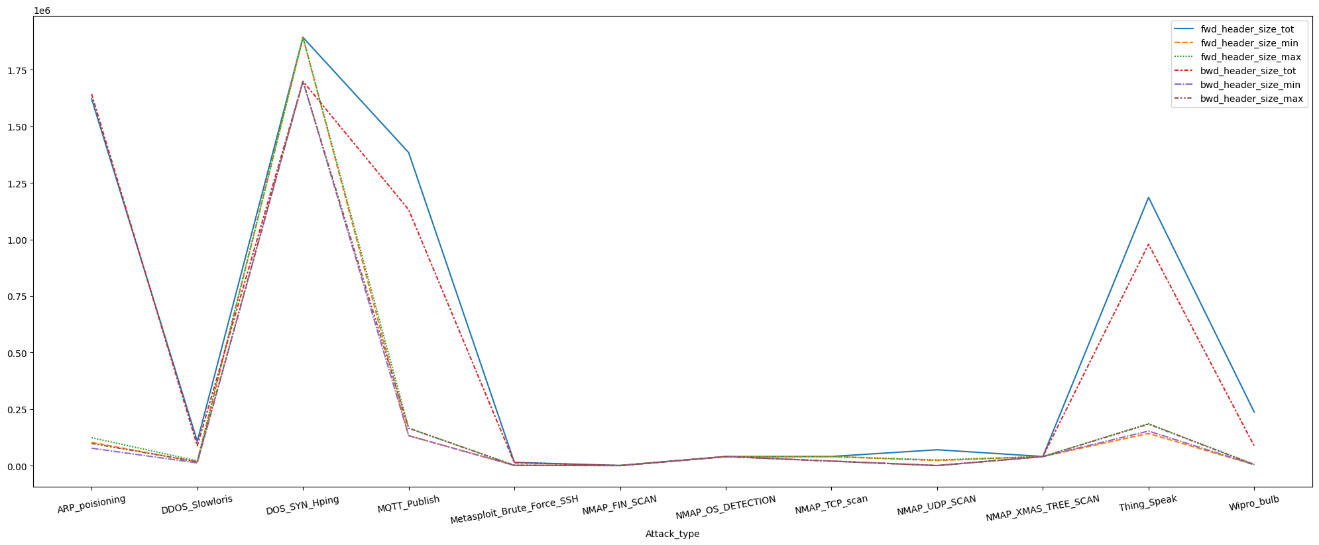 1e6
1.75
1.50
1.25
1.00
0.75
0.50
0.25
0.00
fwd_header_size_tot
fwd_header_size_min
fwd_header_size_max
bwd_header_size_tot
bwd_header_size_min
bwd_header_size_max
ARP_poisioning
DDOS_Slowloris
DOS_SYN_Hping
MQTT_Publish
Metasploit_Brute_Force_SSH
NMAP_FIN_SCAN
NMAP_OS_DETECTION
NMAP_TCP_scan
NMAP_UDP_SCAN
NMAP_XMAS_TREE_SCAN
Thing_Speak
Wipro_bulb
Attack_type